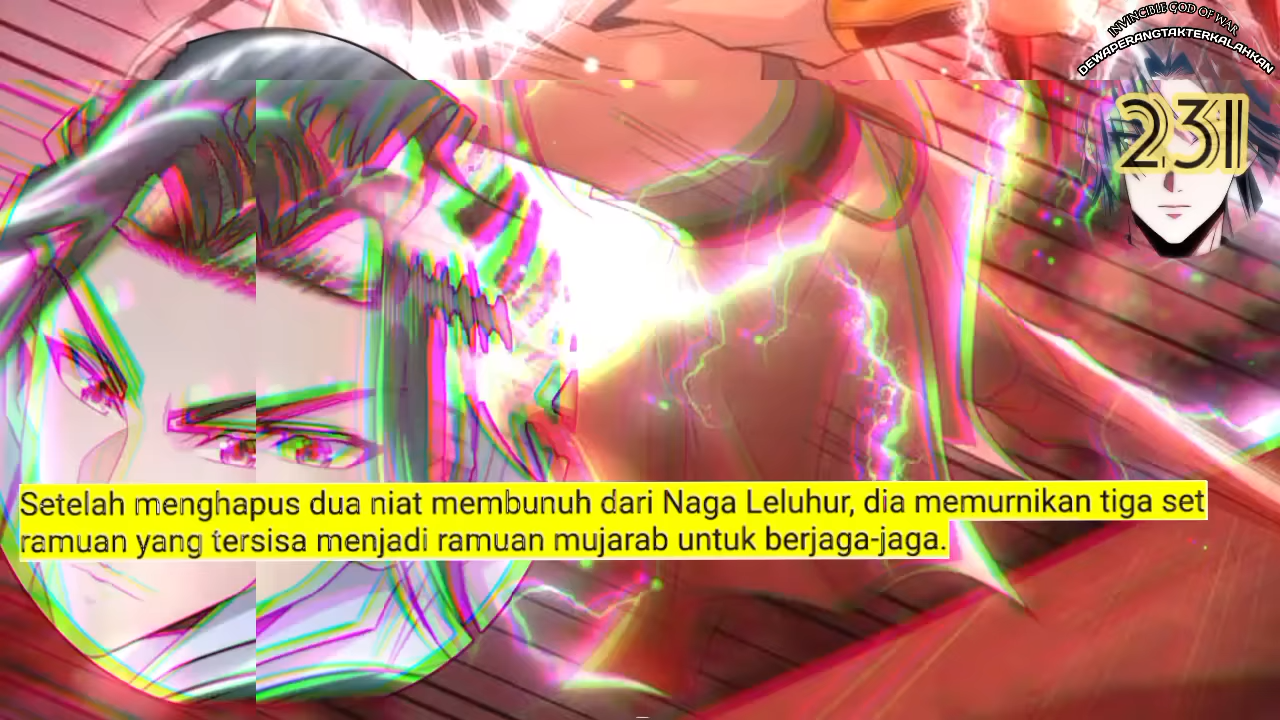 INVINCIBLE GOD OF WAR
DEWAPERANGTAKTERKALAHKAN
231
Setelah menghapus dua niat membunuh dari Naga Leluhur, dia memurnikan tiga set
ramuan yang tersisa menjadi ramuan mujarab untuk berjaga-jaga.